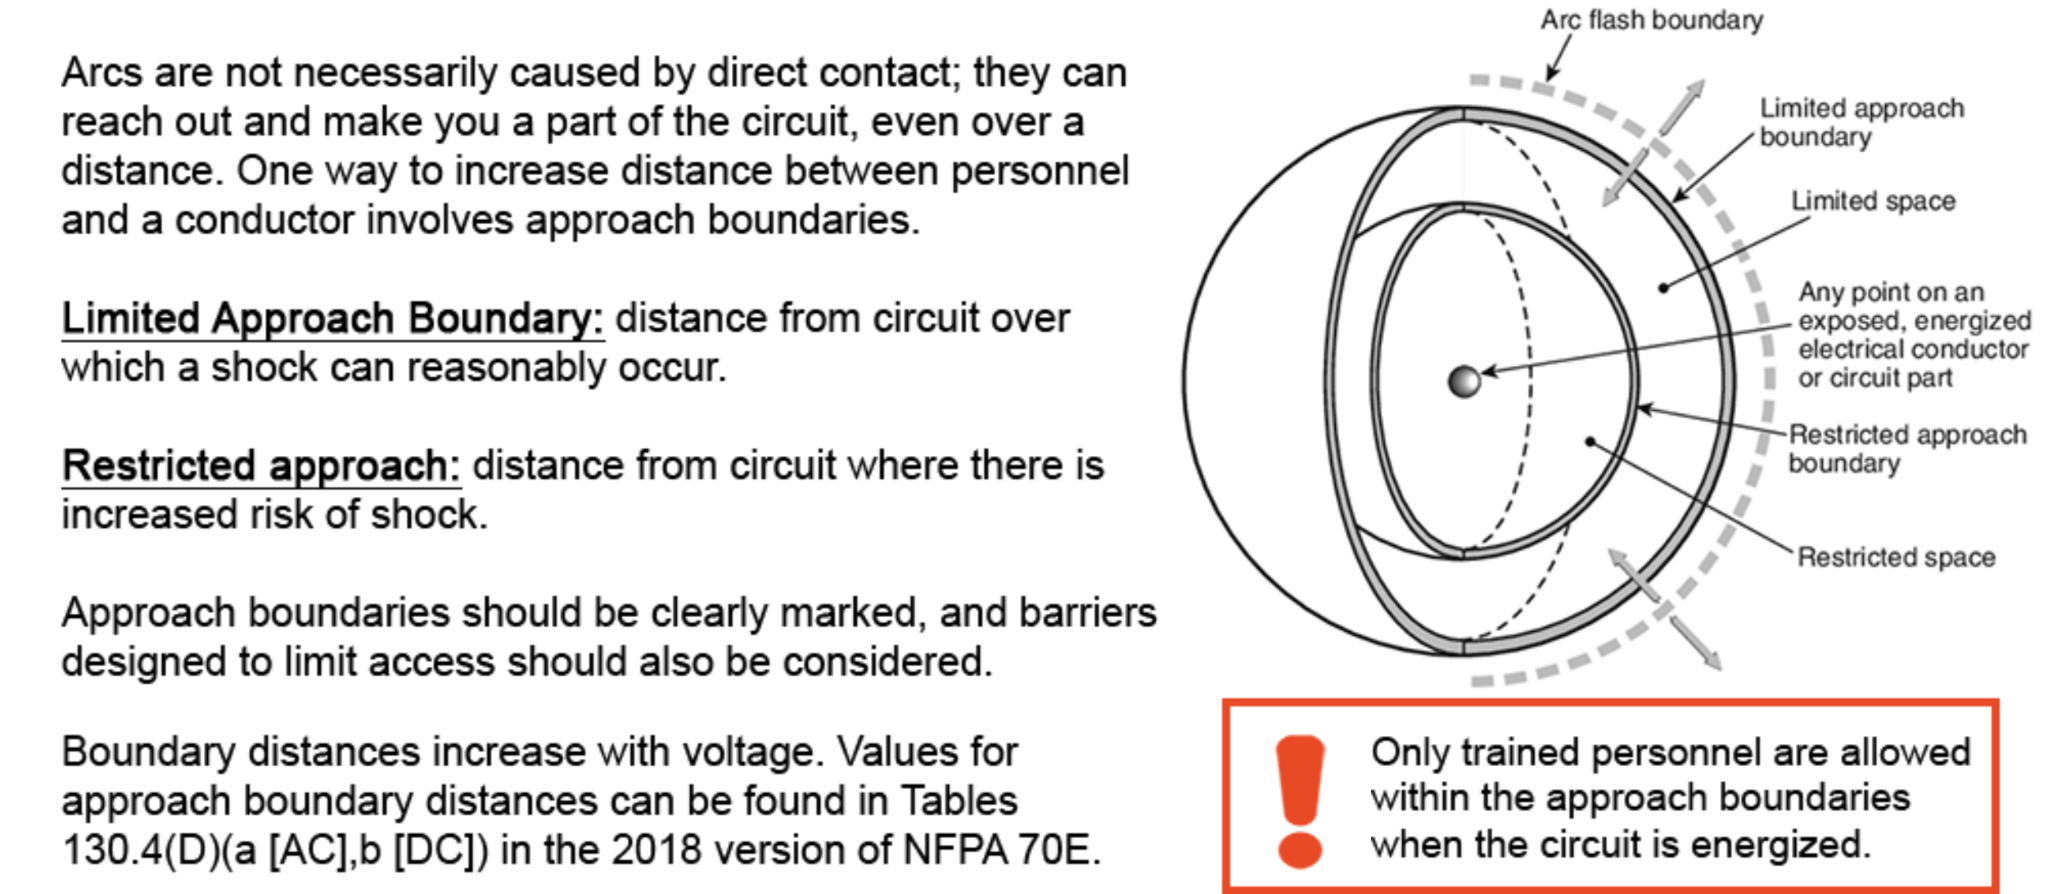 Arcs are not necessarily caused by direct contact; they can
reach out and make you a part of the circuit, even over a
distance. One way to increase distance between personnel
and a conductor involves approach boundaries.
Limited Approach Boundary: distance from circuit over
which a shock can reasonably occur.
Restricted approach: distance from circuit where there is
increased risk of shock.
Approach boundaries should be clearly marked, and barriers
designed to limit access should also be considered.
Boundary distances increase with voltage. Values for
approach boundary distances can be found in Tables
130.4(D)(a [AC],b [DC]) in the 2018 version of NFPA 70E.
Arc flash boundary
Limited approach
boundary
Limited space
Any point on an
exposed, energized
electrical conductor
or circuit part
Restricted approach
boundary
Restricted space
Only trained personnel are allowed
within the approach boundaries
when the circuit is energized.